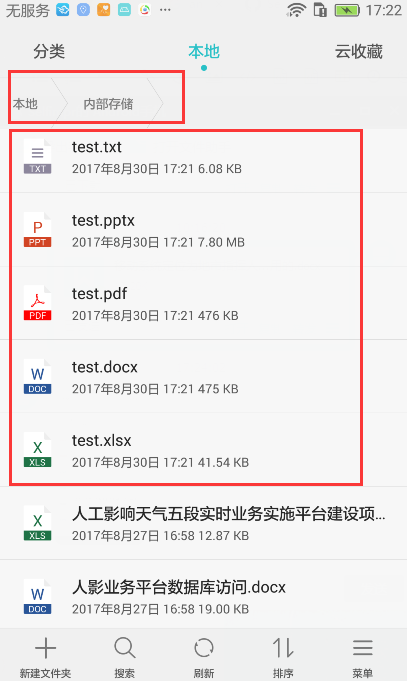 无服务 ··· 17:22
分类 本地 云收藏
本地 内部存储
test.txt
TXT
2017年8月30日 17:21 6.08 KB
test.pptx
P
PPT
2017年8月30日 17:21 7.80 MB
test.pdf
PDF
2017年8月30日 17:21 476 KB
test.docx
W
DOC
2017年8月30日 17:21 475 KB
test.xlsx
X
XLS
2017年8月30日 17:21 41.54 KB
人工影响天气五段实时业务实施平台建设项…
X
XLS
2017年8月27日 16:58 12.87 KB
人影业务平台数据库访问.docx
W
DOC
2017年8月27日 16:58 19.00 KB
新建文件夹 搜索 刷新 排序 菜单